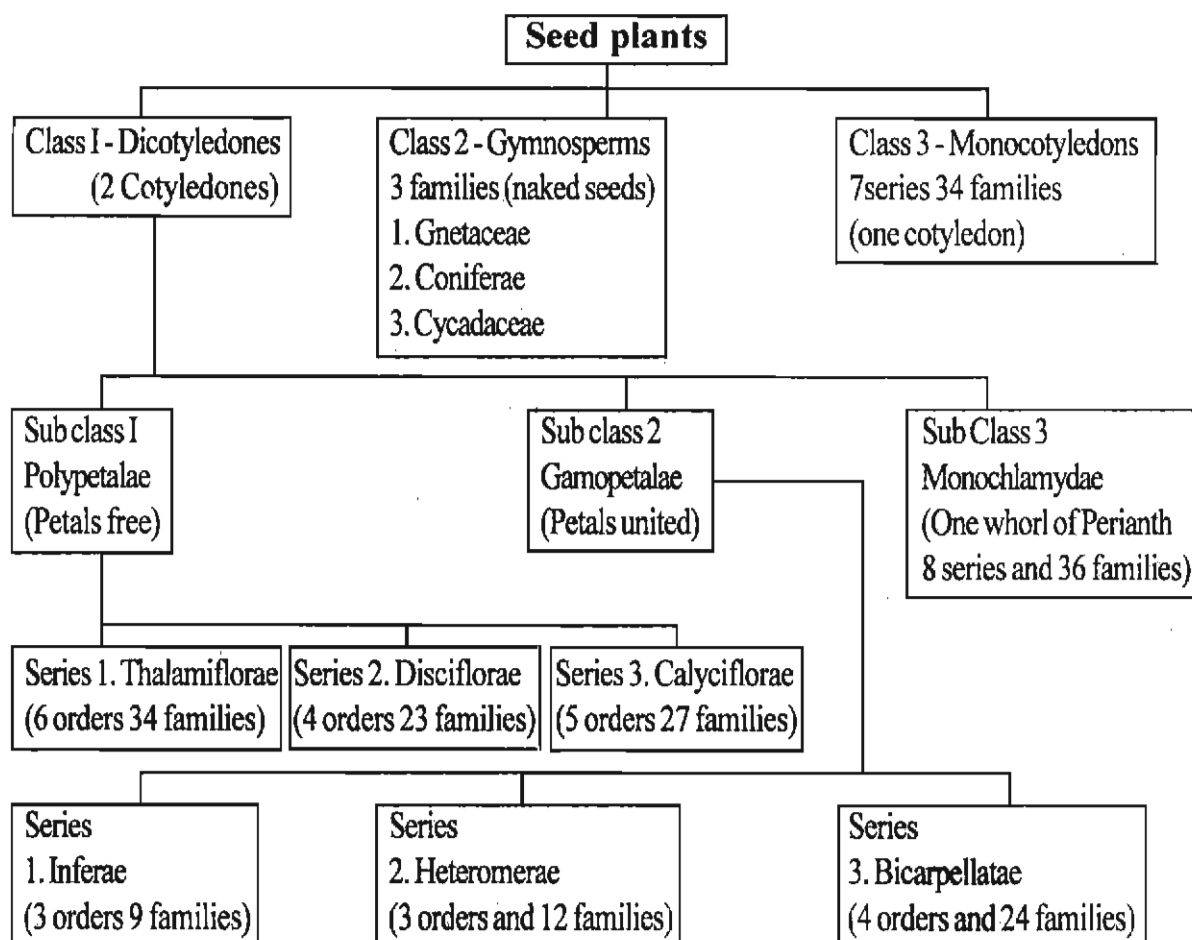 Seed plants
Class I - Dicotyledones
(2 Cotyledones)
Class 2 - Gymnosperms
3 families (naked seeds)
1. Gnetaceae
2. Coniferae
3. Cycadaceae
Class 3 - Monocotyledons
7series 34 families
(one cotyledon)
Sub class I
Polypetalae
(Petals free)
Sub class 2
Gamopetalae
(Petals united)
Sub Class 3
Monochlamydae
(One whorl of Perianth
8 series and 36 families)
Series 1. Thalamiflorae
(6 orders 34 families)
Series 2. Disciflorae
(4 orders 23 families)
Series 3. Calyciflorae
(5 orders 27 families)
Series
1. Inferae
(3 orders 9 families)
Series
2. Heteromerae
(3 orders and 12 families)
Series
3. Bicarpellatae
(4 orders and 24 families)